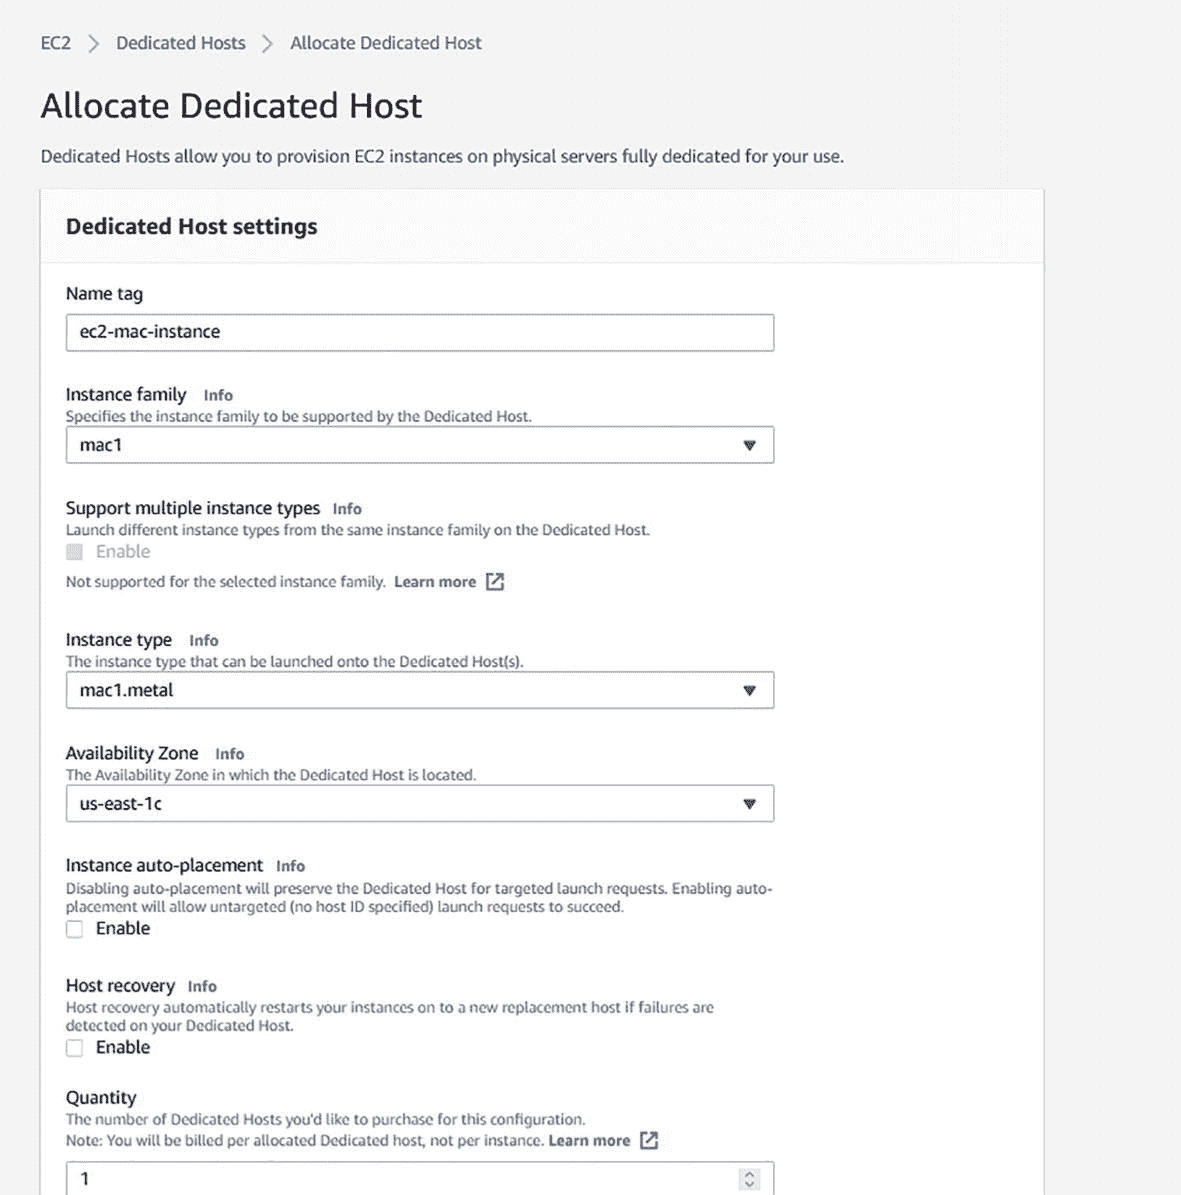 EC2 > Dedicated Hosts > Allocate Dedicated Host
Allocate Dedicated Host
Dedicated Hosts allow you to provision EC2 instances on physical servers fully dedicated for your use.
Dedicated Host settings
Name tag
ec2-mac-instance
Instance family Info
Specifies the instance family to be supported by the Dedicated Host.
mac1
Support multiple instance types Info
Launch different instance types from the same instance family on the Dedicated Host.
Enable
Not supported for the selected instance family. Learn more
Instance type Info
The instance type that can be launched onto the Dedicated Host(s).
mac1.metal
Availability Zone Info
The Availability Zone in which the Dedicated Host is located.
us-east-1c
Instance auto-placement Info
Disabling auto-placement will preserve the Dedicated Host for targeted launch requests. Enabling auto-
placement will allow untargeted (no host ID specified) launch requests to succeed.
Enable
Host recovery Info
Host recovery automatically restarts your instances on to a new replacement host if failures are
detected on your Dedicated Host.
Enable
Quantity
The number of Dedicated Hosts you'd like to purchase for this configuration.
Note: You will be billed per allocated Dedicated host, not per instance. Learn more
1